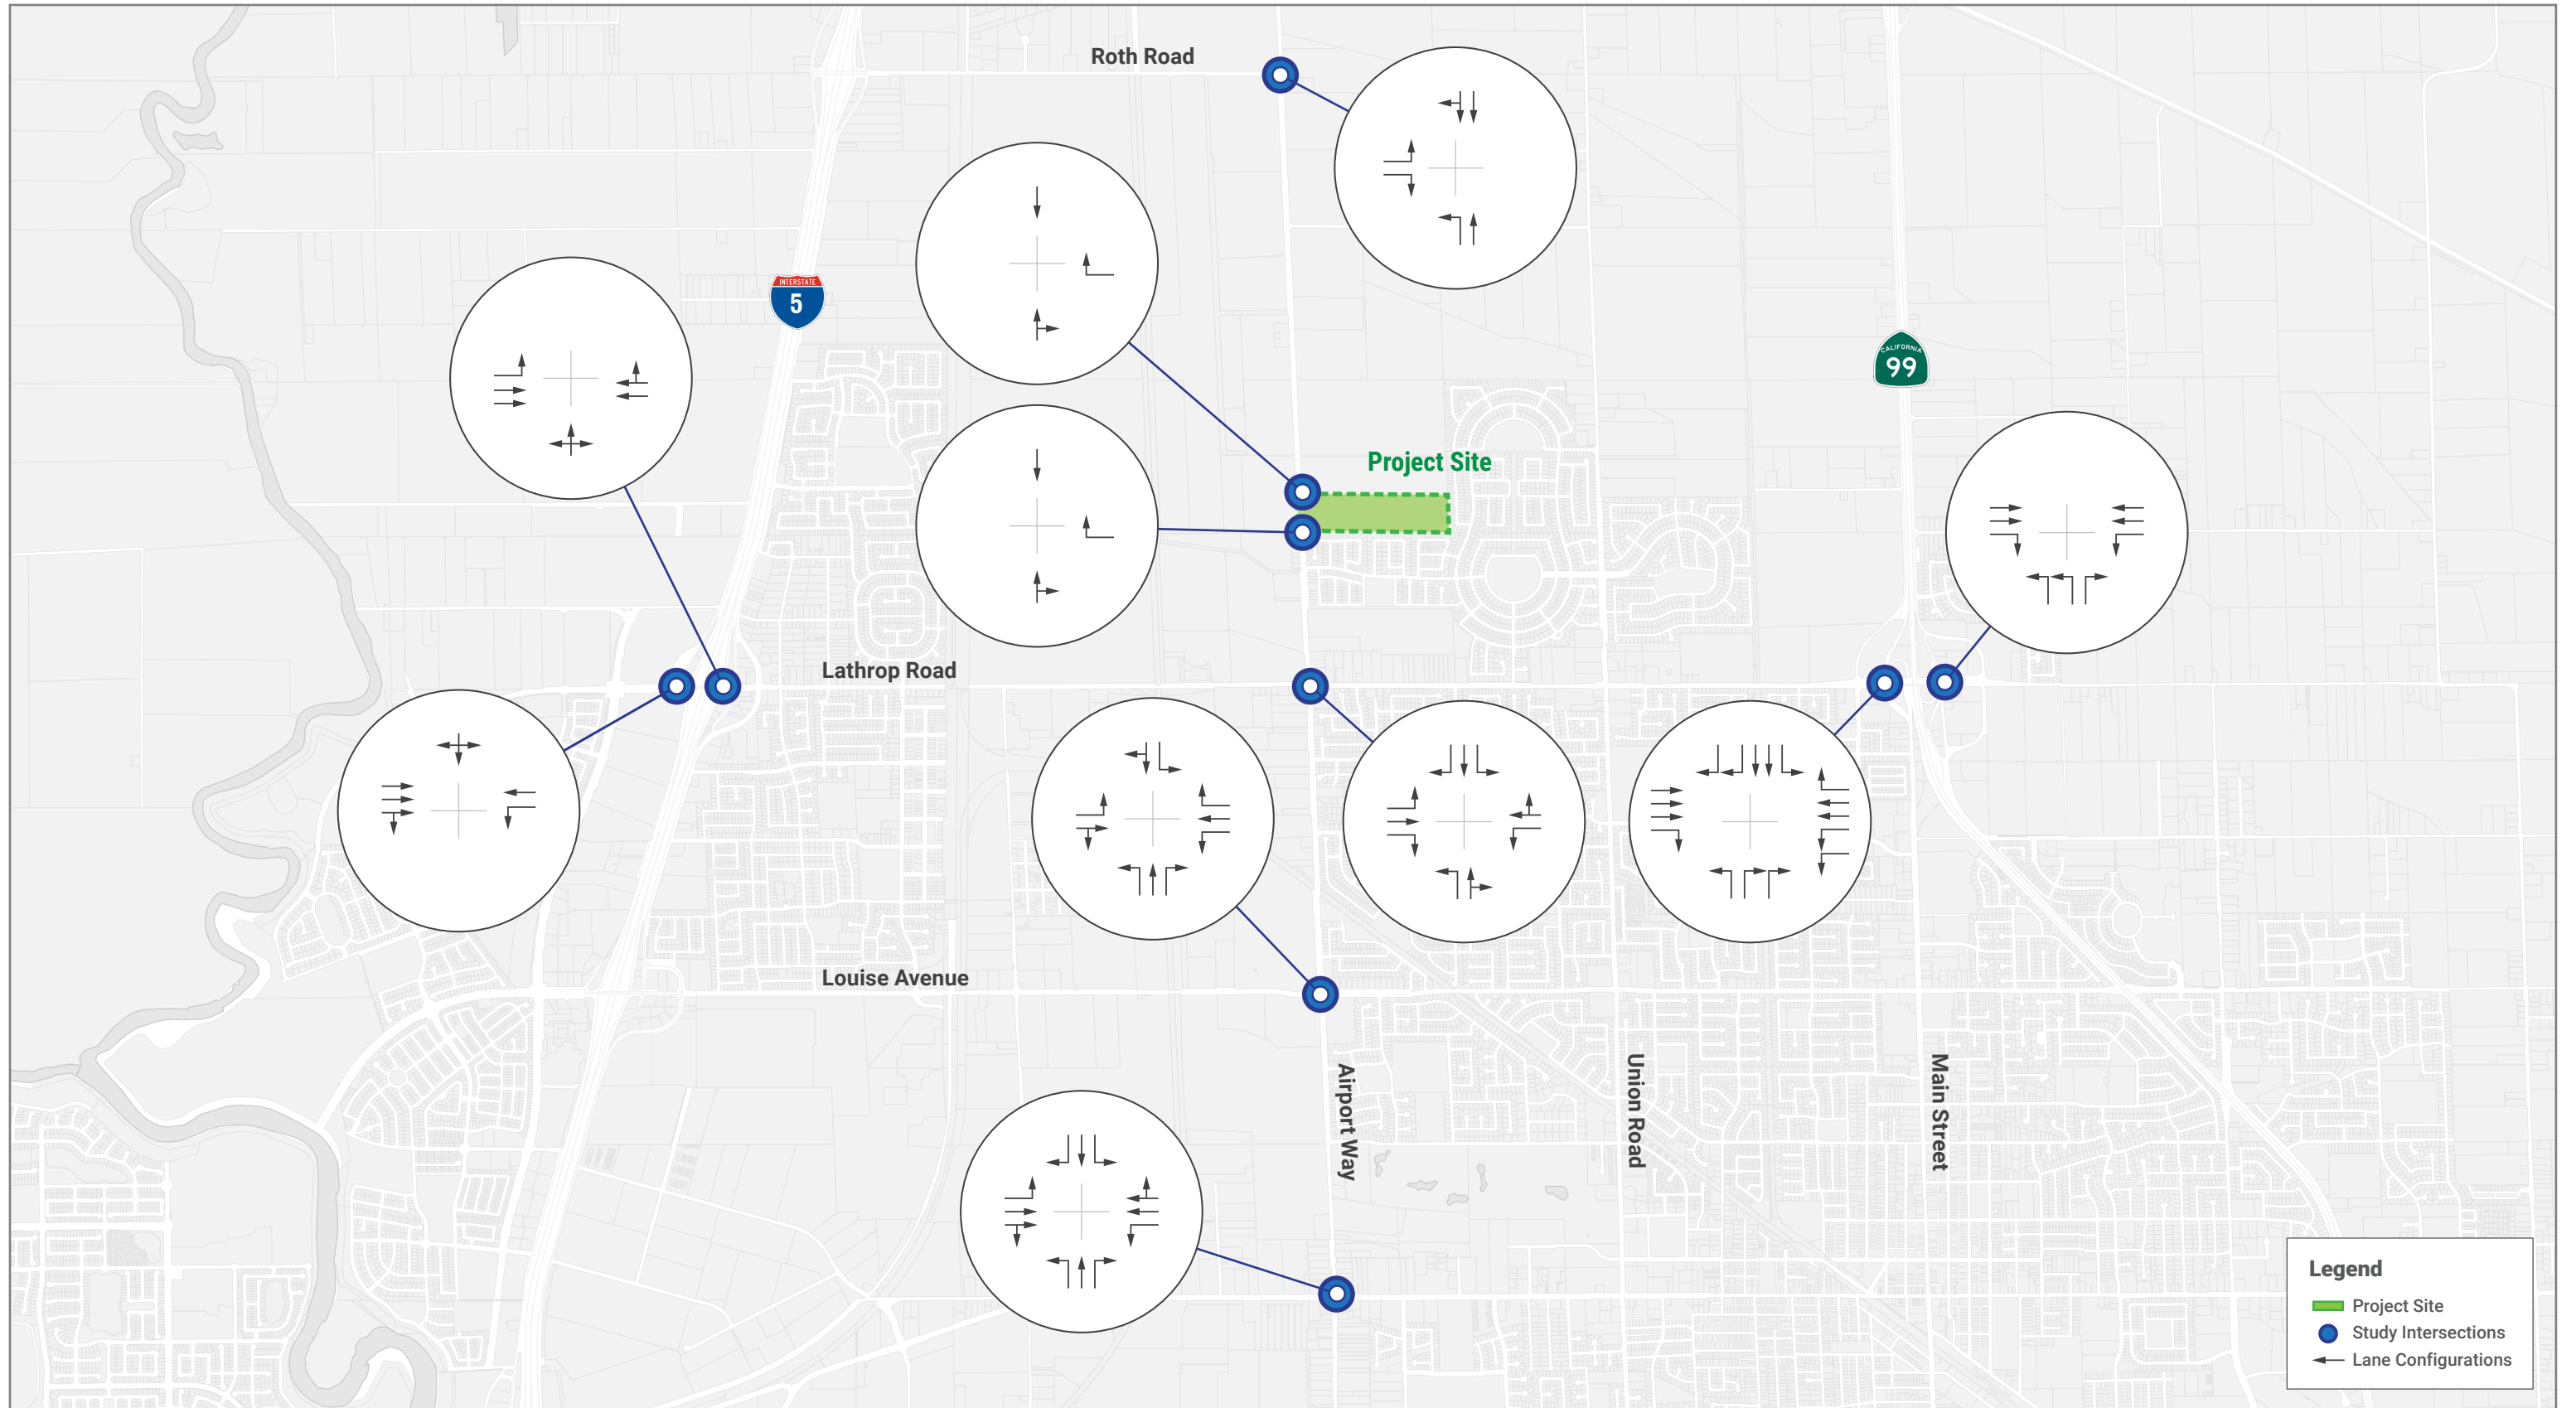 Roth Road
INTERSTATE
5
CALIFORNIA
99
Project Site
Lathrop Road
Louise Avenue
Airport Way
Union Road
Main Street
Legend
Project Site
Study Intersections
Lane Configurations